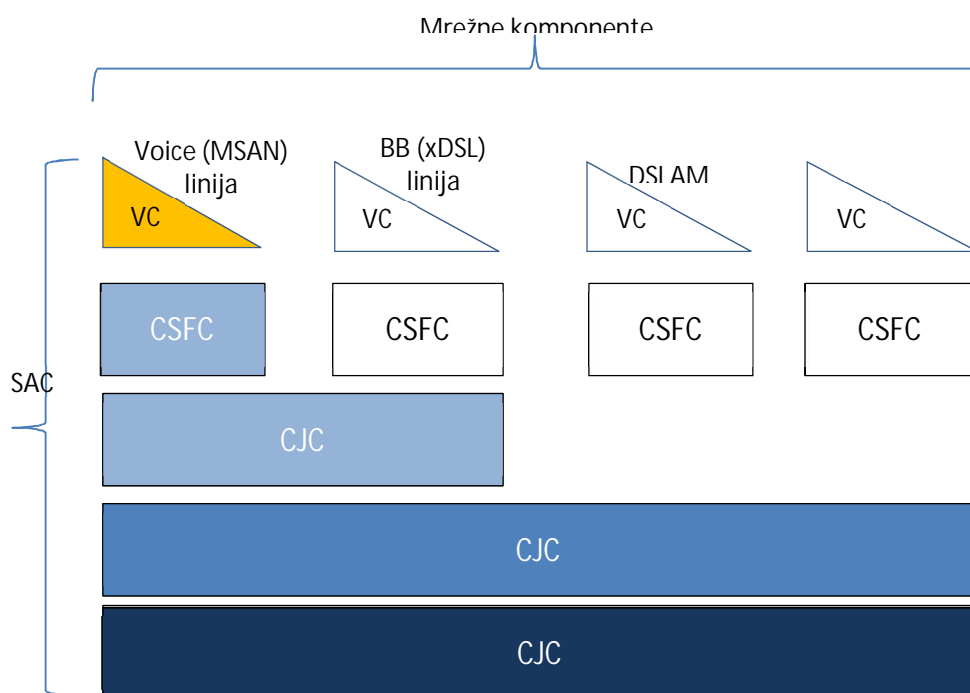 Mrežne komponente
Voice (MSAN)
linija
BB (xDSL)
linija
DSLAM
VC
VC
VC
VC
CSFC
CSFC
CSFC
CSFC
SAC
CJC
CJC
CJC